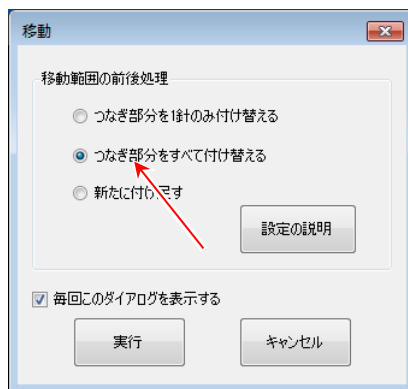 移動
移動範囲の前後処理
つなぎ部分を1針のみ付け替える
つなぎ部分をすべて付け替える
新たに付け足す
設定の説明
毎回このダイアログを表示する
実行
キャンセル